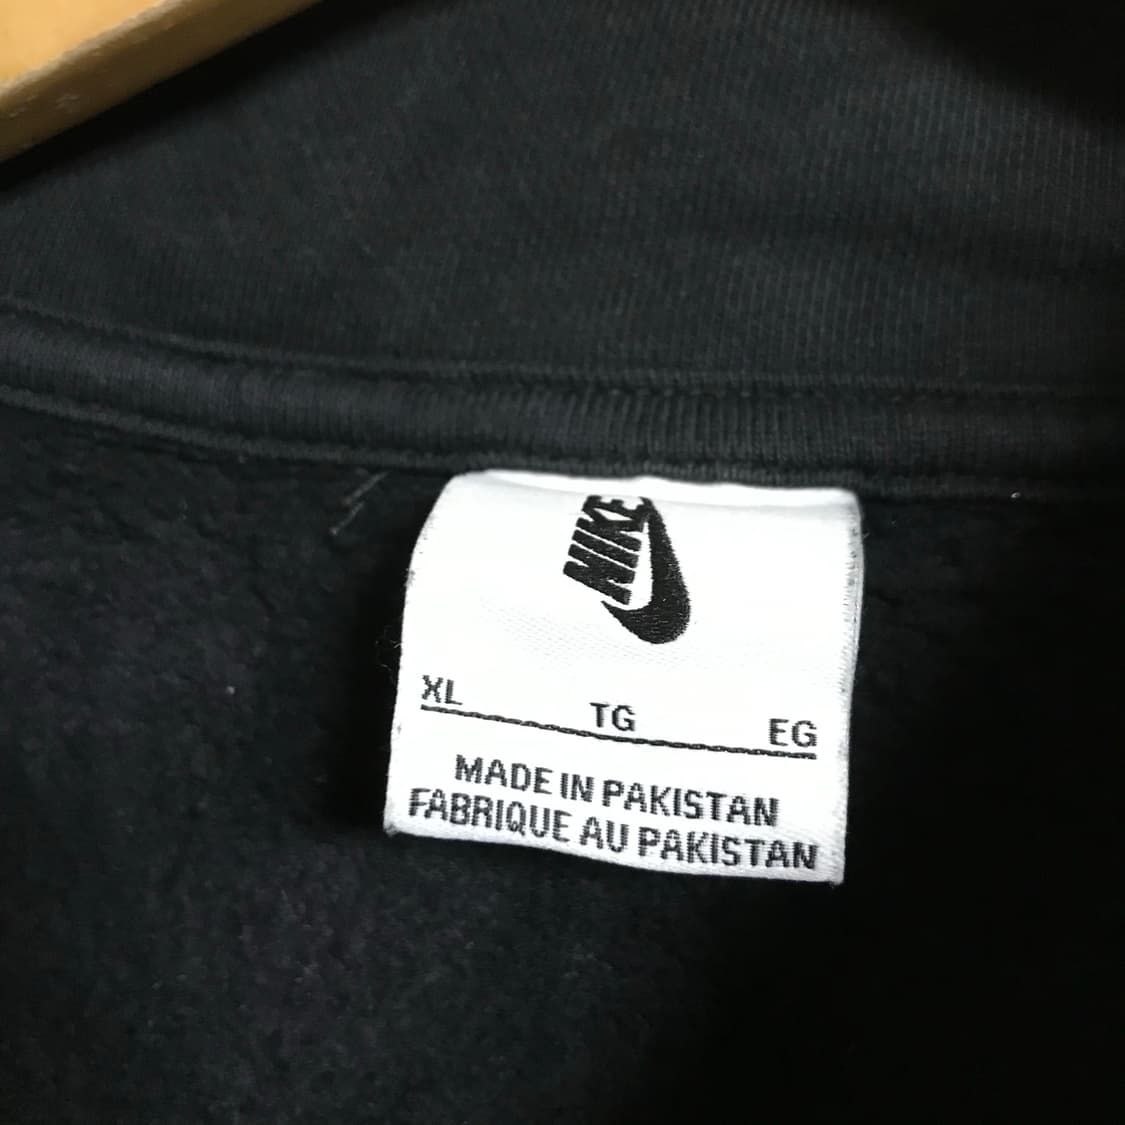 NIKE
XL TG EG
MADE IN PAKISTAN
FABRIQUE AU PAKISTAN